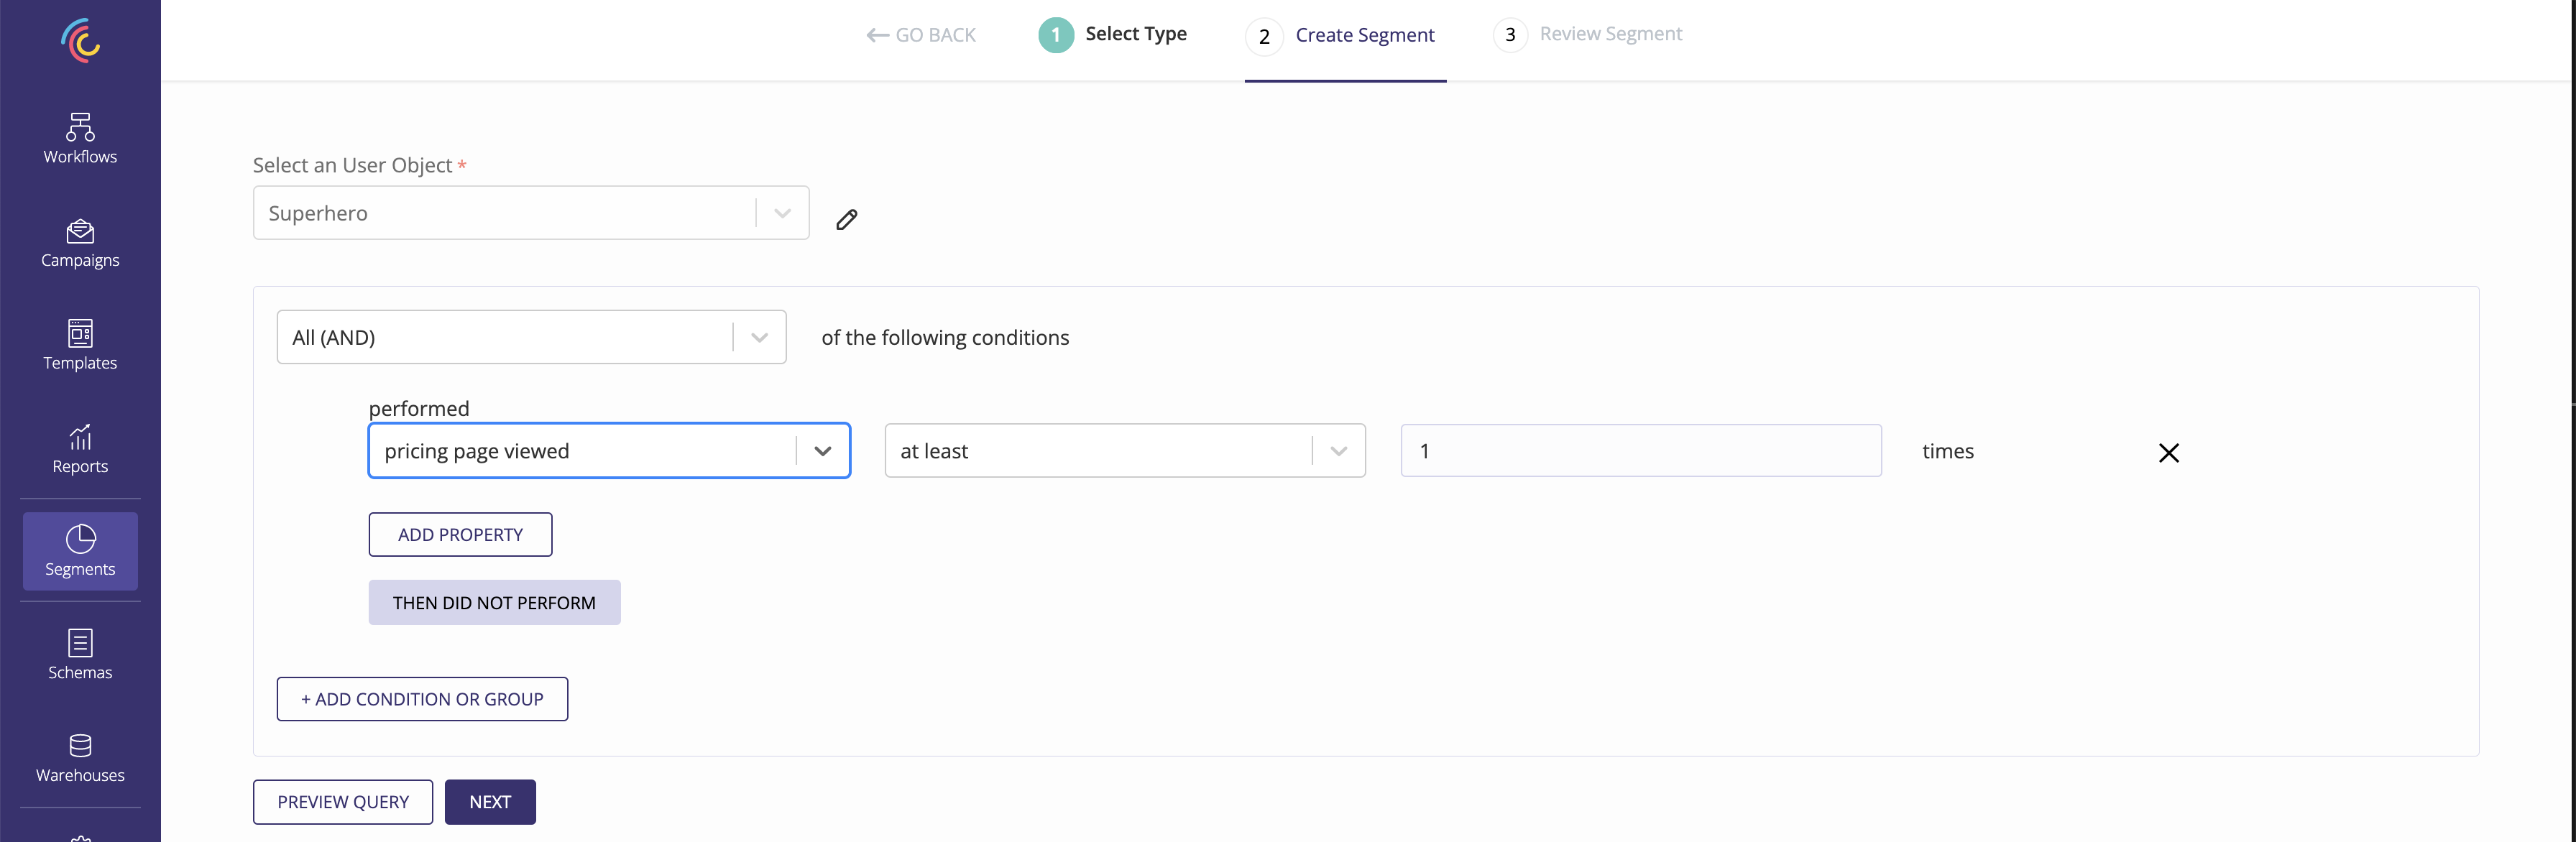 GO BACK
1 Select Type
2 Create Segment
3 Review Segment
Workflows
Campaigns
Templates
Reports
Segments
Schemas
Warehouses
Select an User Object *
Superhero
All (AND) of the following conditions
performed
pricing page viewed at least 1 times
ADD PROPERTY
THEN DID NOT PERFORM
+ ADD CONDITION OR GROUP
PREVIEW QUERY NEXT